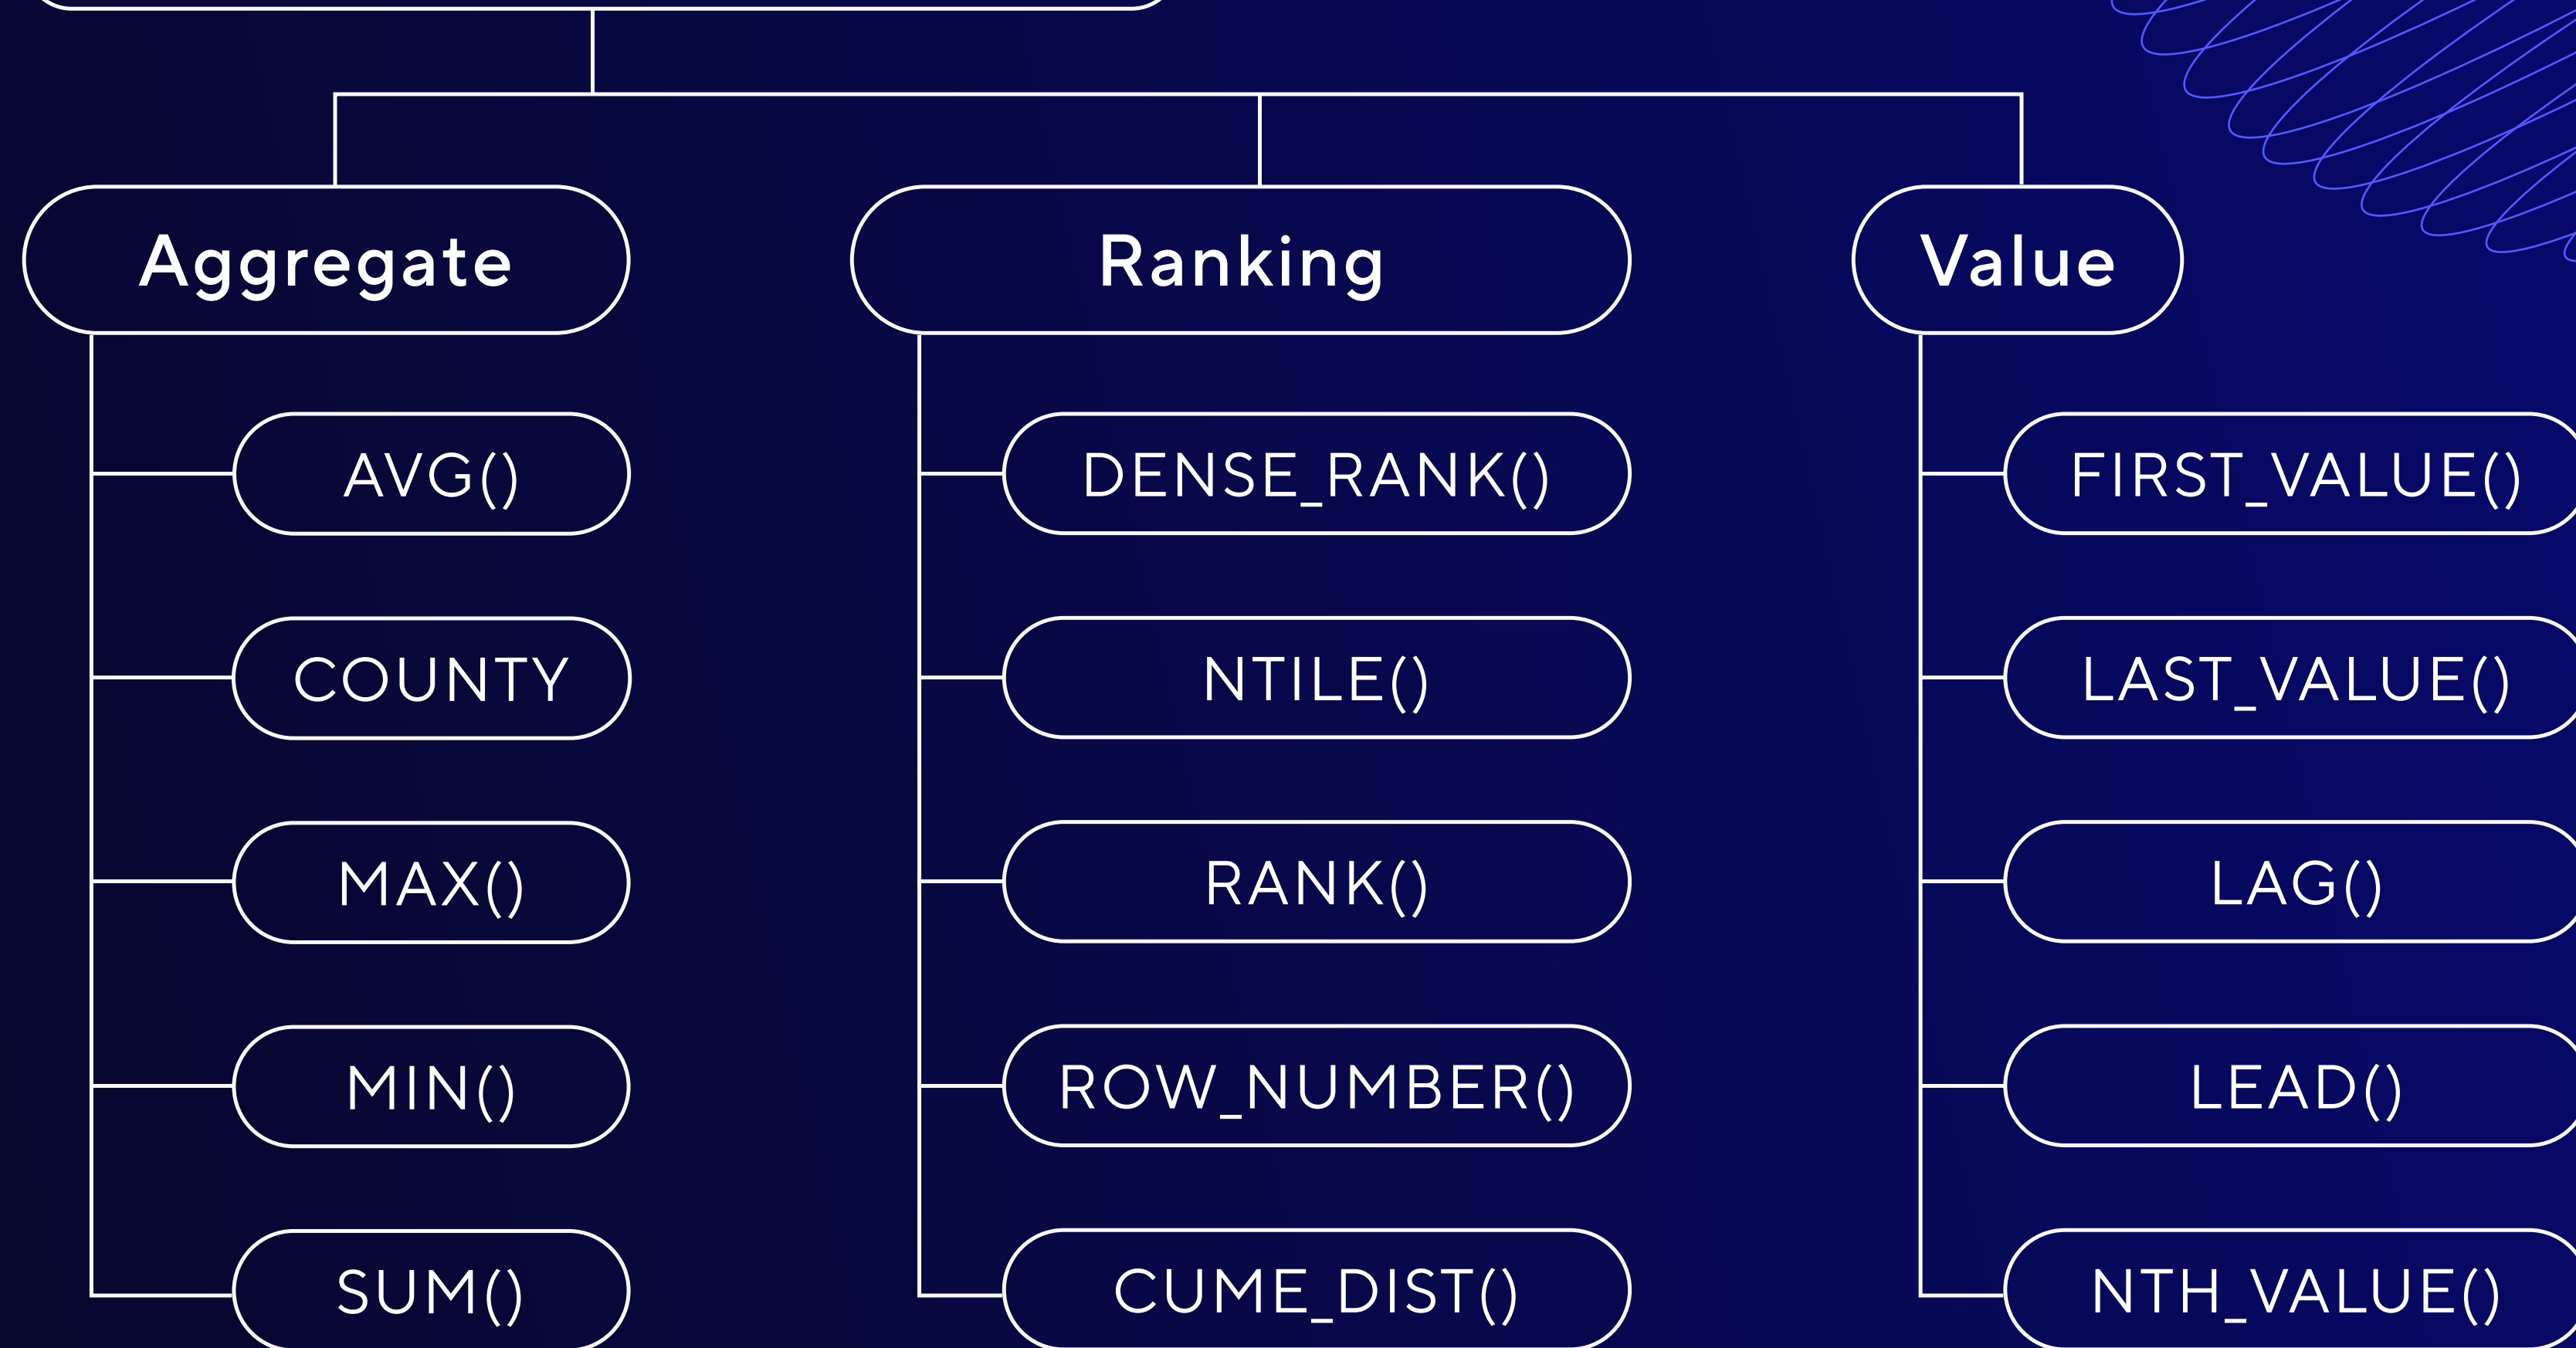 Aggregate
AVG()
COUNTY
MAX()
MIN()
SUM()
Ranking
DENSE_RANK()
NTILE()
RANK()
ROW_NUMBER()
CUME_DIST()
Value
FIRST_VALUE()
LAST_VALUE()
LAG()
LEAD()
NTH_VALUE()